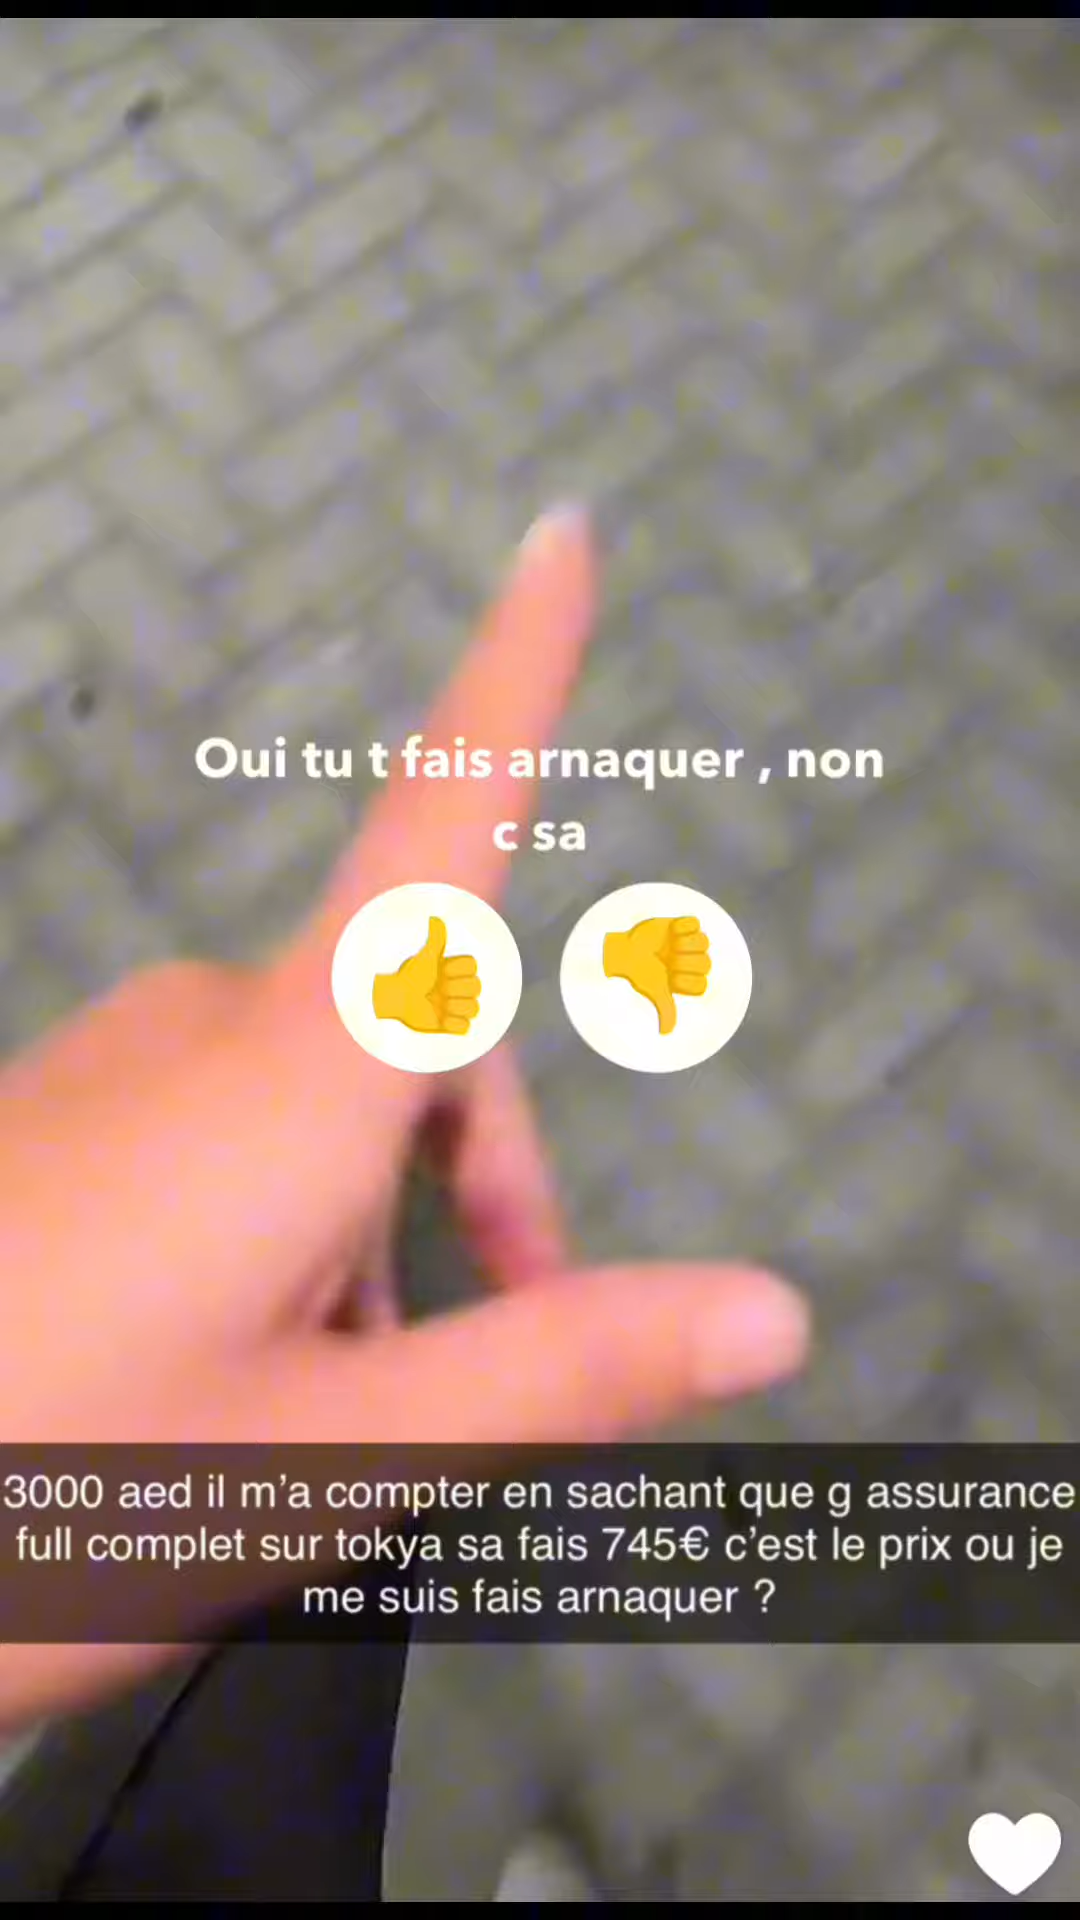 Oui tu t fais arnaquer , non
c sa
3000 aed il m’a compter en sachant que g assurance
full complet sur tokya sa fais 745€ c’est le prix ou je
me suis fais arnaquer ?